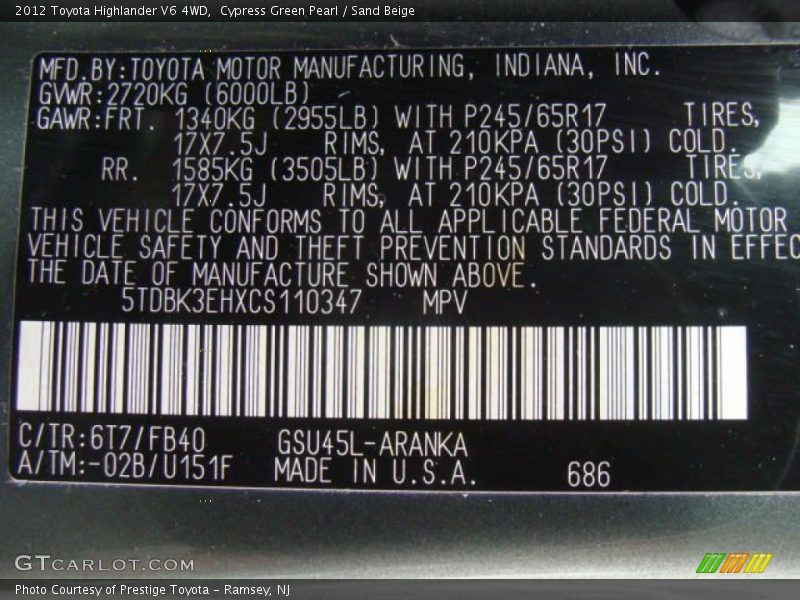 2012 Toyota Highlander V6 4WD,  Cypress Green Pearl / Sand Beige
MFD.BY:TOYOTA MOTOR MANUFACTURING, INDIANA, INC.
GVWR:2720KG (6000LB)
GAWR:FRT. 1340KG (2955LB) WITH P245/65R17 TIRES,
17X7.5J RIMS, AT 210KPA (30PSI) COLD.
RR. 1585KG (3505LB) WITH P245/65R17 TIRES,
17X7.5J RIMS, AT 210KPA (30PSI) COLD.
THIS VEHICLE CONFORMS TO ALL APPLICABLE FEDERAL MOTOR
VEHICLE SAFETY AND THEFT PREVENTION STANDARDS IN EFFEC
THE DATE OF MANUFACTURE SHOWN ABOVE.
5TDBK3EHXCS110347 MPV
C/TR:6T7/FB40 GSU45L-ARANKA
A/TM:-02B/U151F MADE IN U.S.A. 686
GTCARLOT.COM
Photo Courtesy of Prestige Toyota - Ramsey, NJ